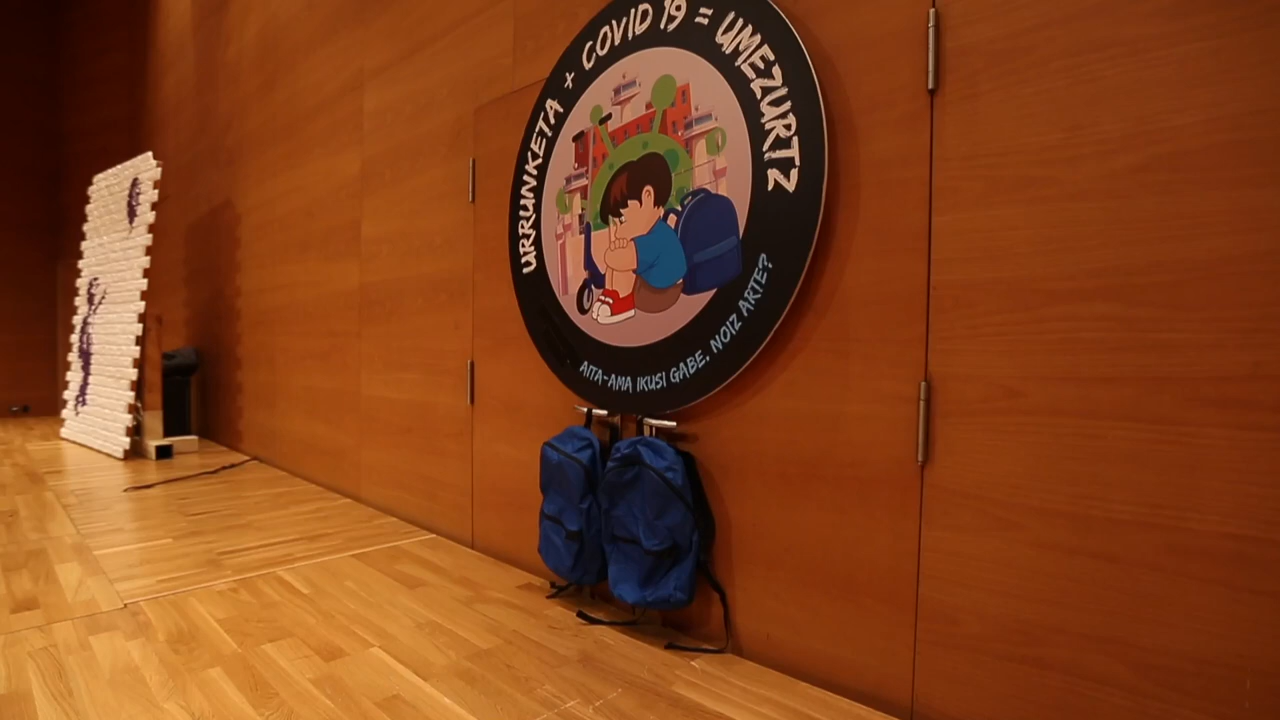 URRUNKETA + COVID 19 = UMEZURTZ
AITA-AMA IKUSI GABE, NOIZ ARTE?